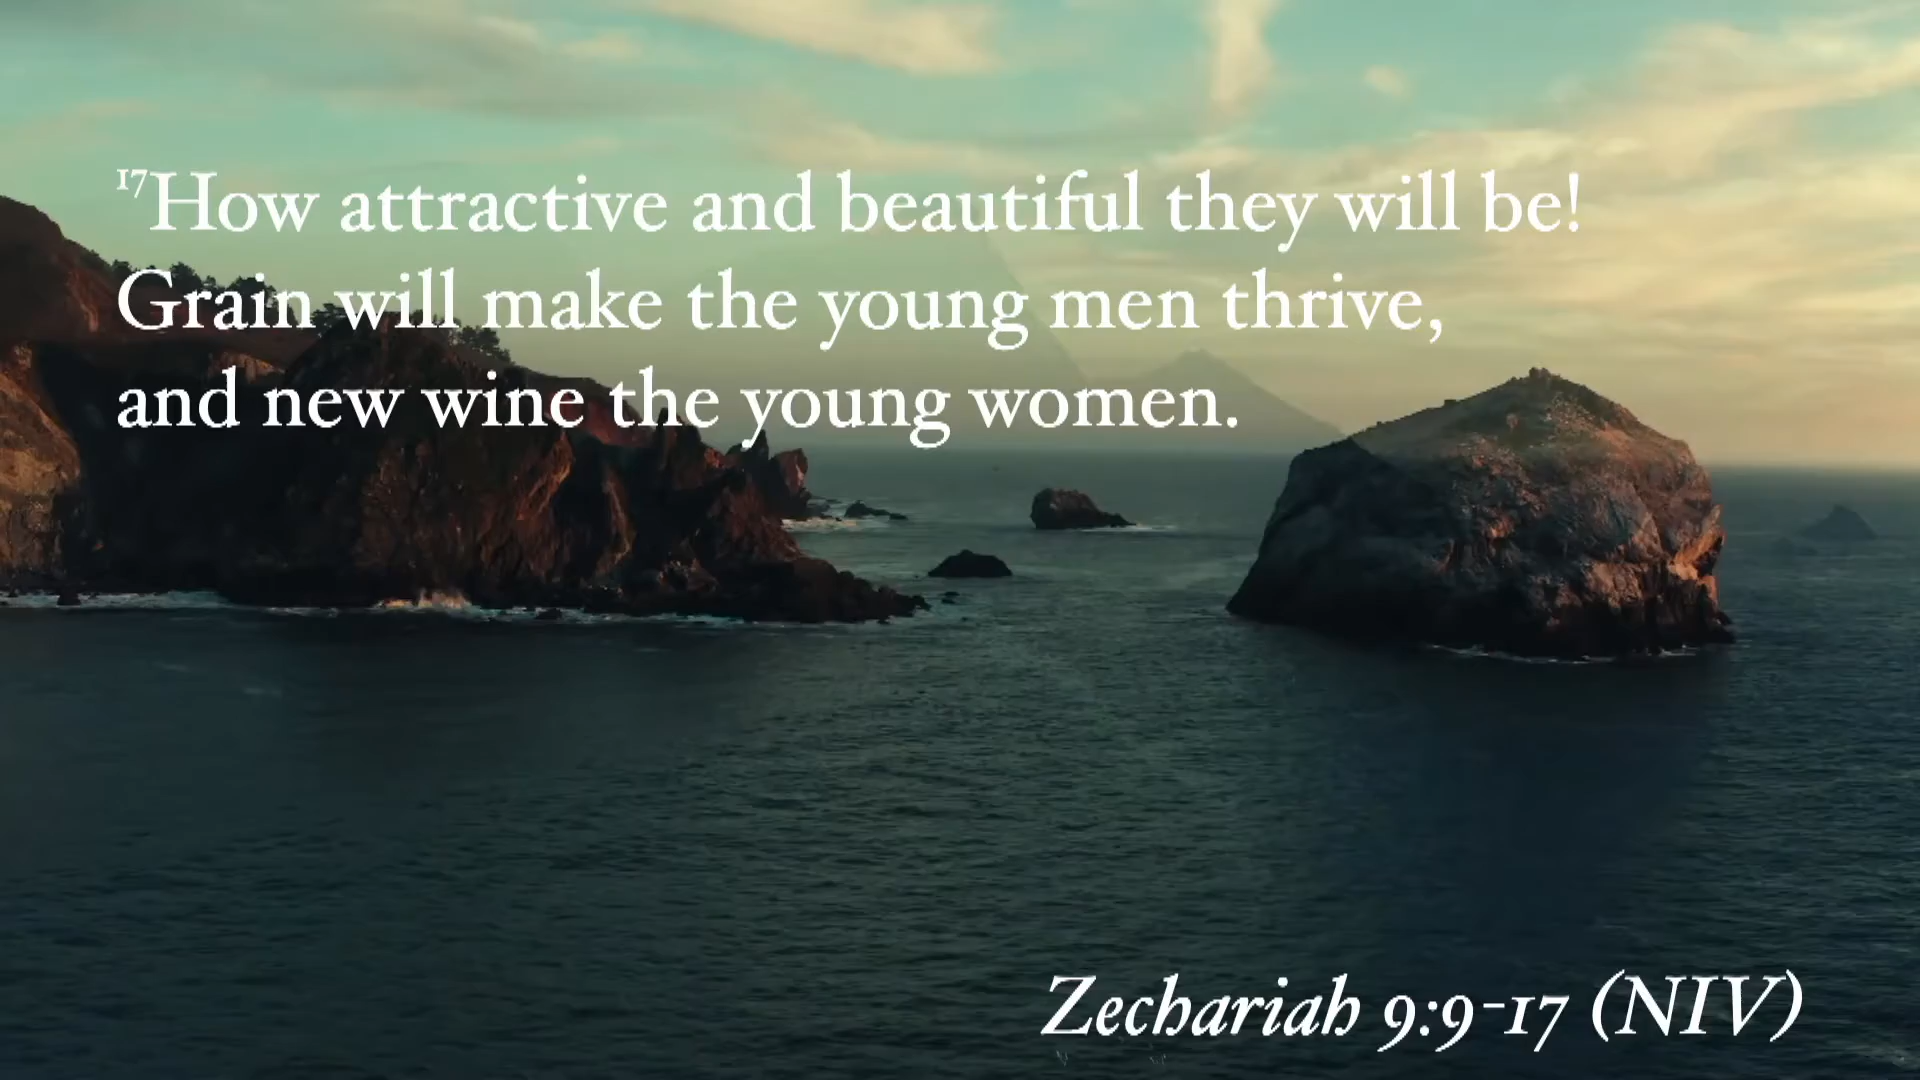 17How attractive and beautiful they will be!
Grain will make the young men thrive,
and new wine the young women.
Zechariah 9:9-17 (NIV)